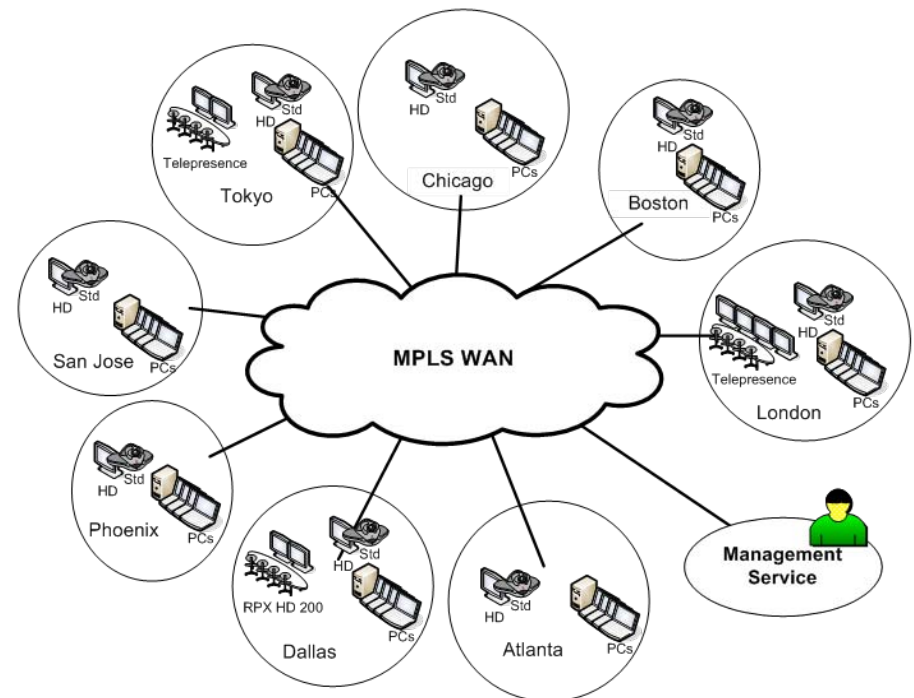 Std
HD
Telepresence
Tokyo
PCs
Std
HD
Chicago
PCs
Std
HD
Boston
PCs
Std
HD
San Jose
PCs
MPLS WAN
Std
HD
Telepresence
London
PCs
Std
HD
Phoenix
PCs
Std
HD
RPX HD 200
PCs
Dallas
Std
HD
Atlanta
PCs
Management
Service